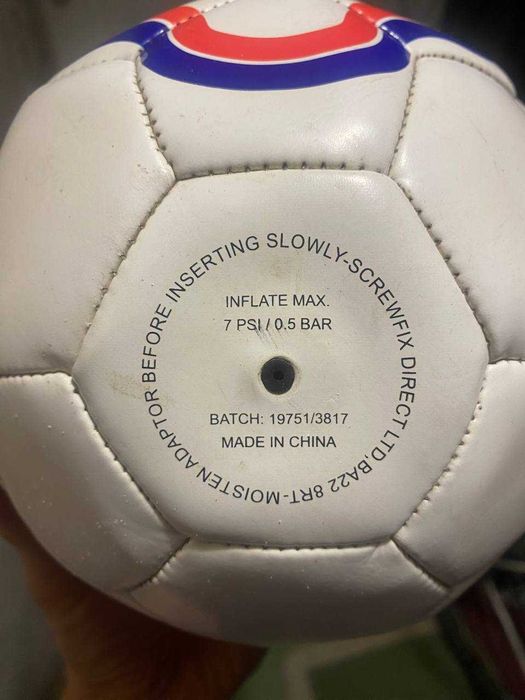 MOISTEN ADAPTOR BEFORE INSERTING SLOWLY-SCREWFIX DIRECT LTD,BA22 8RT-
INFLATE MAX.
7 PSI / 0.5 BAR
BATCH: 19751/3817
MADE IN CHINA